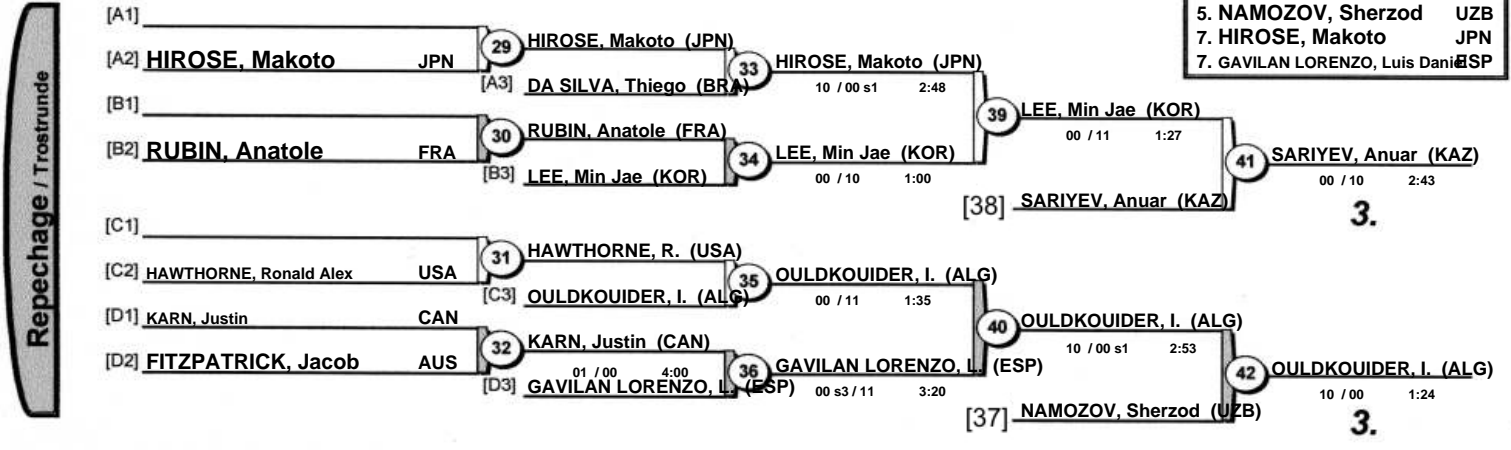 Repechage / Trostrunde
5. NAMOZOV, Sherzod UZB
7. HIROSE, Makoto JPN
7. GAVILAN LORENZO, Luis Daniel ESP
[A1]
[A2] HIROSE, Makoto JPN
29 HIROSE, Makoto (JPN)
[A3] DA SILVA, Thiego (BRA)
33 HIROSE, Makoto (JPN)
10 / 00 s1 2:48
[B1]
[B2] RUBIN, Anatole FRA
30 RUBIN, Anatole (FRA)
[B3] LEE, Min Jae (KOR)
34 LEE, Min Jae (KOR)
00 / 10 1:00
39 LEE, Min Jae (KOR)
00 / 11 1:27
[38] SARIYEV, Anuar (KAZ)
41 SARIYEV, Anuar (KAZ)
00 / 10 2:43
3.
[C1]
[C2] HAWTHORNE, Ronald Alex USA
31 HAWTHORNE, R. (USA)
[C3] OULDKOUIDER, I. (ALG)
35 OULDKOUIDER, I. (ALG)
00 / 11 1:35
[D1] KARN, Justin CAN
[D2] FITZPATRICK, Jacob AUS
32 KARN, Justin (CAN)
01 / 00 4:00
[D3] GAVILAN LORENZO, L. (ESP)
36 GAVILAN LORENZO, L. (ESP)
00 s3 / 11 3:20
40 OULDKOUIDER, I. (ALG)
10 / 00 s1 2:53
[37] NAMOZOV, Sherzod (UZB)
42 OULDKOUIDER, I. (ALG)
10 / 00 1:24
3.